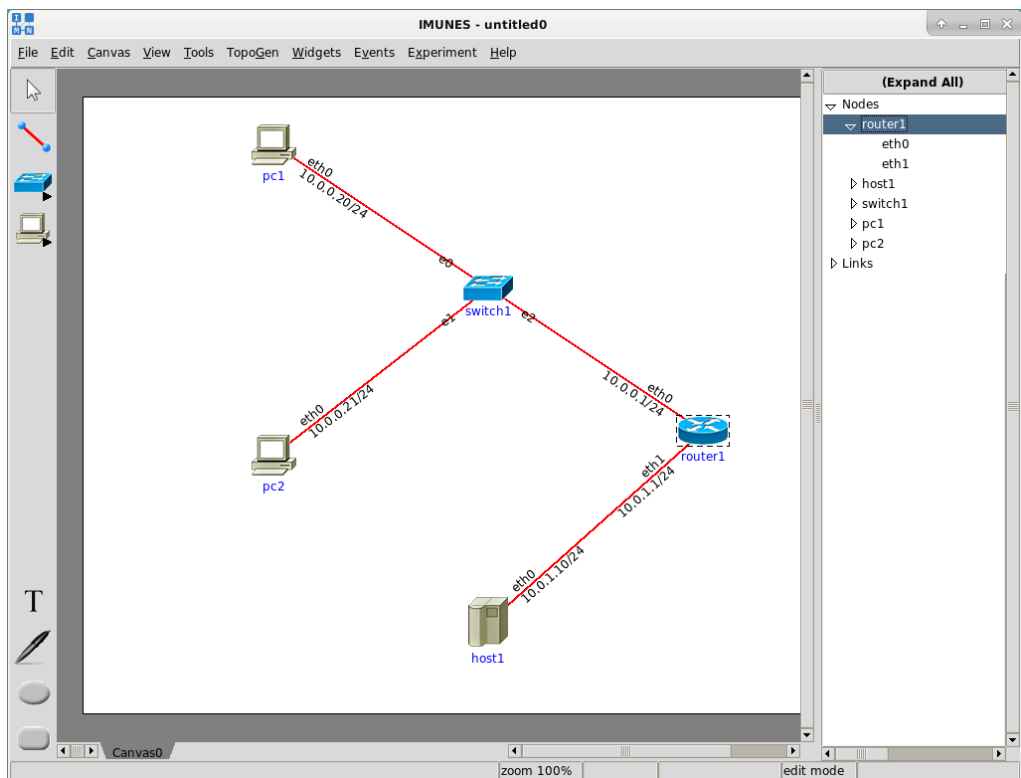 IMUNES - untitled0
File Edit Canvas View Tools TopoGen Widgets Events Experiment Help
(Expand All)
Nodes
router1
eth0
eth1
host1
switch1
pc1
pc2
Links
eth0
10.0.0.20/24
pc1
e0
switch1
e1
e2
eth0
10.0.0.21/24
pc2
eth0
10.0.0.1/24
router1
eth1
10.0.1.1/24
eth0
10.0.1.10/24
host1
T
Canvas0
zoom 100%
edit mode